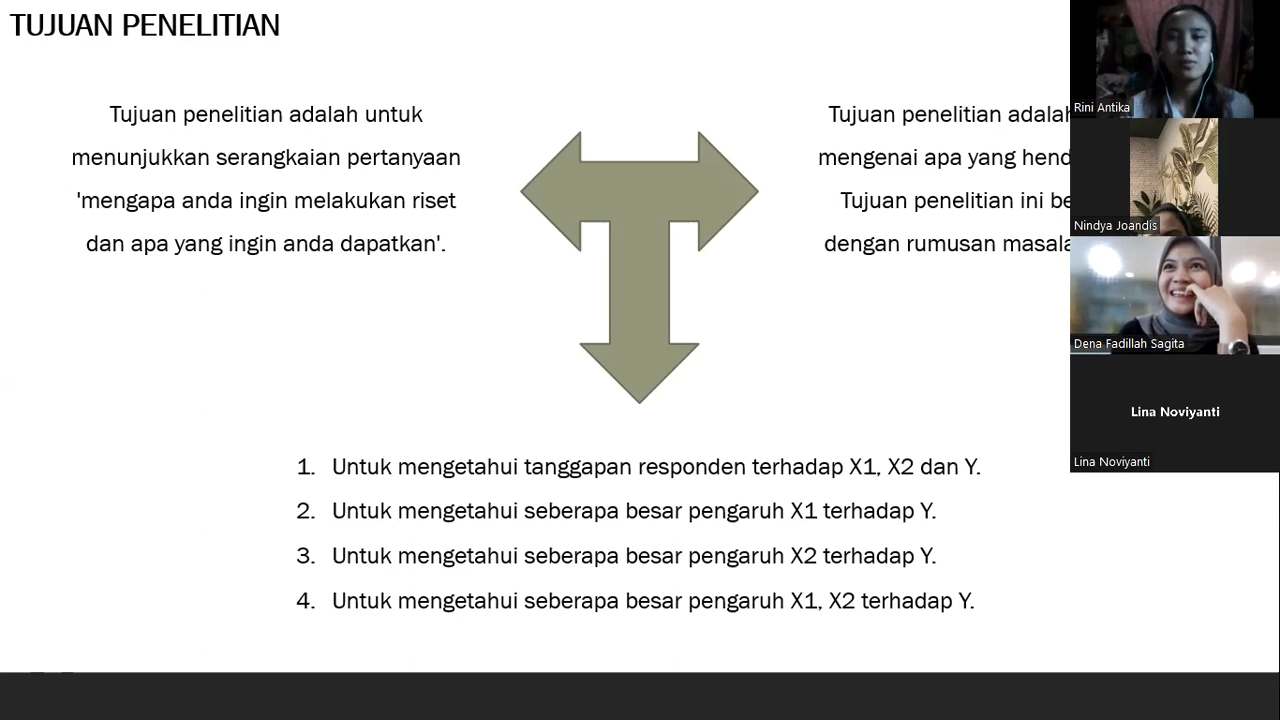 TUJUAN PENELITIAN
Tujuan penelitian adalah untuk
menunjukkan serangkaian pertanyaan
'mengapa anda ingin melakukan riset
dan apa yang ingin anda dapatkan'.
Tujuan penelitian adalah
mengenai apa yang
Tujuan penelitian ini
dengan rumusan
1. Untuk mengetahui tanggapan responden terhadap X1, X2 dan Y.
2. Untuk mengetahui seberapa besar pengaruh X1 terhadap Y.
3. Untuk mengetahui seberapa besar pengaruh X2 terhadap Y.
4. Untuk mengetahui seberapa besar pengaruh X1, X2 terhadap Y.
Rini Antika
Nindya Joandis
Dena Fadillah Sagita
Lina Noviyanti
Lina Noviyanti